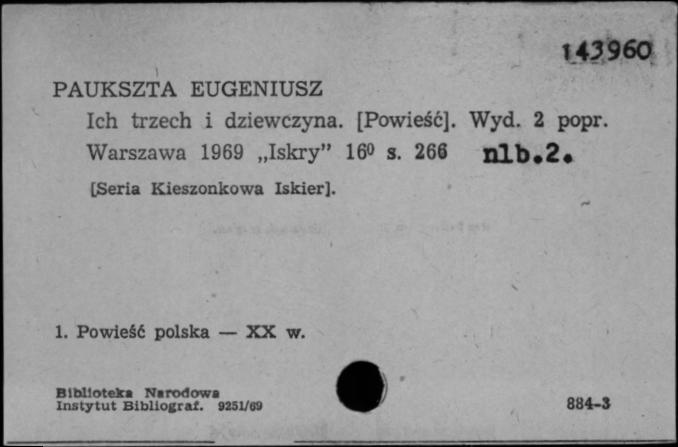 143960
PAUKSZTA EUGENIUSZ
Ich trzech i dziewczyna. [Powieść]. Wyd. 2 popr.
Warszawa 1969 „Iskry” 16⁰ s. 266 nlb.2.
[Seria Kieszonkowa Iskier].
1. Powieść polska — XX w.
Biblioteka Narodowa
Instytut Bibliograf. 9251/69
884-3